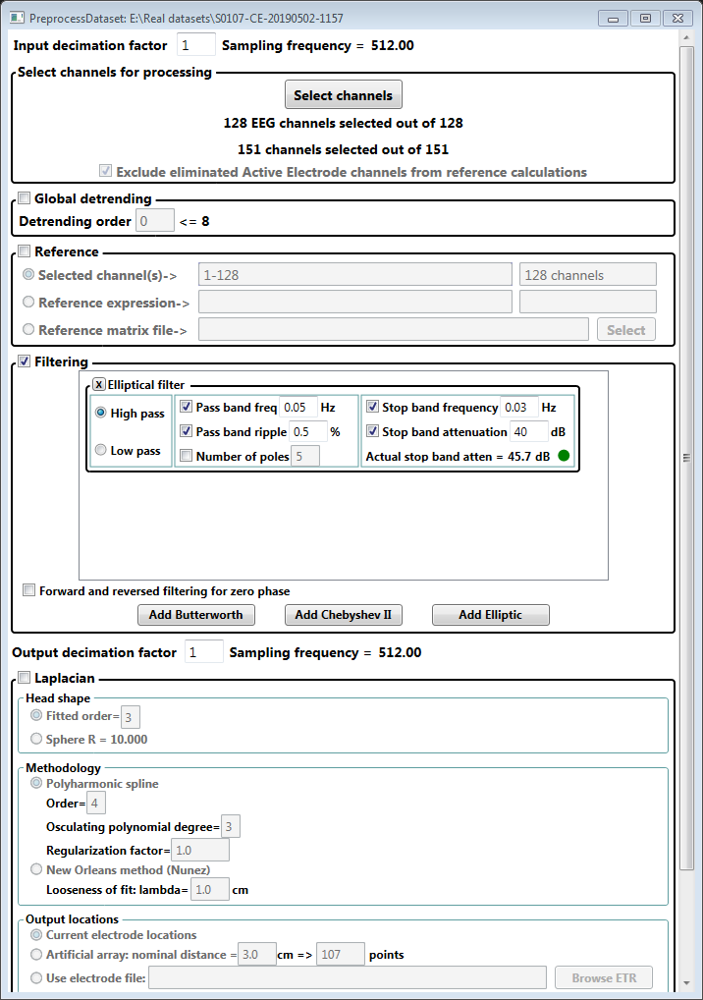 PreprocessDataset: E:\Real datasets\S0107-CE-20190502-1157
Input decimation factor 1 Sampling frequency = 512.00
Select channels for processing
Select channels
128 EEG channels selected out of 128
151 channels selected out of 151
Exclude eliminated Active Electrode channels from reference calculations
Global detrending
Detrending order 0 <= 8
Reference
Selected channel(s)-> 1-128 128 channels
Reference expression->
Reference matrix file-> Select
Filtering
X Elliptical filter
High pass Pass band freq 0.05 Hz Stop band frequency 0.03 Hz
Pass band ripple 0.5 % Stop band attenuation 40 dB
Low pass Number of poles 5 Actual stop band atten = 45.7 dB
Forward and reversed filtering for zero phase
Add Butterworth Add Chebyshev II Add Elliptic
Output decimation factor 1 Sampling frequency = 512.00
Laplacian
Head shape
Fitted order= 3
Sphere R = 10.000
Methodology
Polyharmonic spline
Order= 4
Osculating polynomial degree= 3
Regularization factor= 1.0
New Orleans method (Nunez)
Looseness of fit: lambda= 1.0 cm
Output locations
Current electrode locations
Artificial array: nominal distance = 3.0 cm => 107 points
Use electrode file: Browse ETR